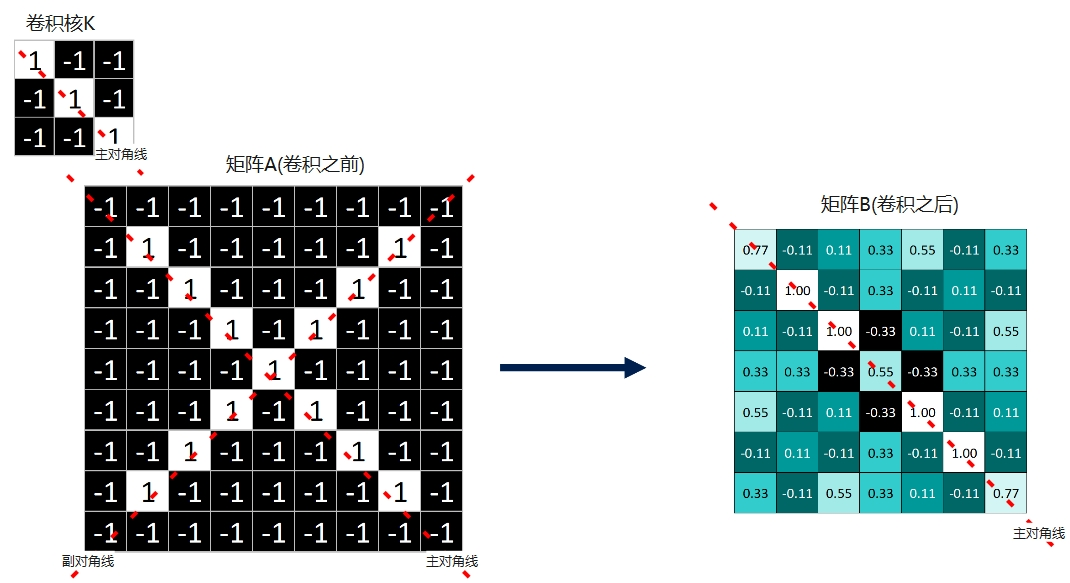 卷积核K
1 -1 -1
-1 1 -1
-1 -1 1
主对角线
矩阵A(卷积之前)
-1 -1 -1 -1 -1 -1 -1 -1 -1
-1 1 -1 -1 -1 -1 -1 1 -1
-1 -1 1 -1 -1 -1 1 -1 -1
-1 -1 -1 1 -1 1 -1 -1 -1
-1 -1 -1 -1 1 -1 -1 -1 -1
-1 -1 -1 1 -1 1 -1 -1 -1
-1 -1 1 -1 -1 -1 1 -1 -1
-1 1 -1 -1 -1 -1 -1 1 -1
-1 -1 -1 -1 -1 -1 -1 -1 -1
副对角线
主对角线
矩阵B(卷积之后)
0.77 -0.11 0.11 0.33 0.55 -0.11 0.33
-0.11 1.00 -0.11 0.33 -0.11 0.11 -0.11
0.11 -0.11 1.00 -0.33 0.11 -0.11 0.55
0.33 0.33 -0.33 0.55 -0.33 0.33 0.33
0.55 -0.11 0.11 -0.33 1.00 -0.11 0.11
-0.11 0.11 -0.11 0.33 -0.11 1.00 -0.11
0.33 -0.11 0.55 0.33 0.11 -0.11 0.77
主对角线